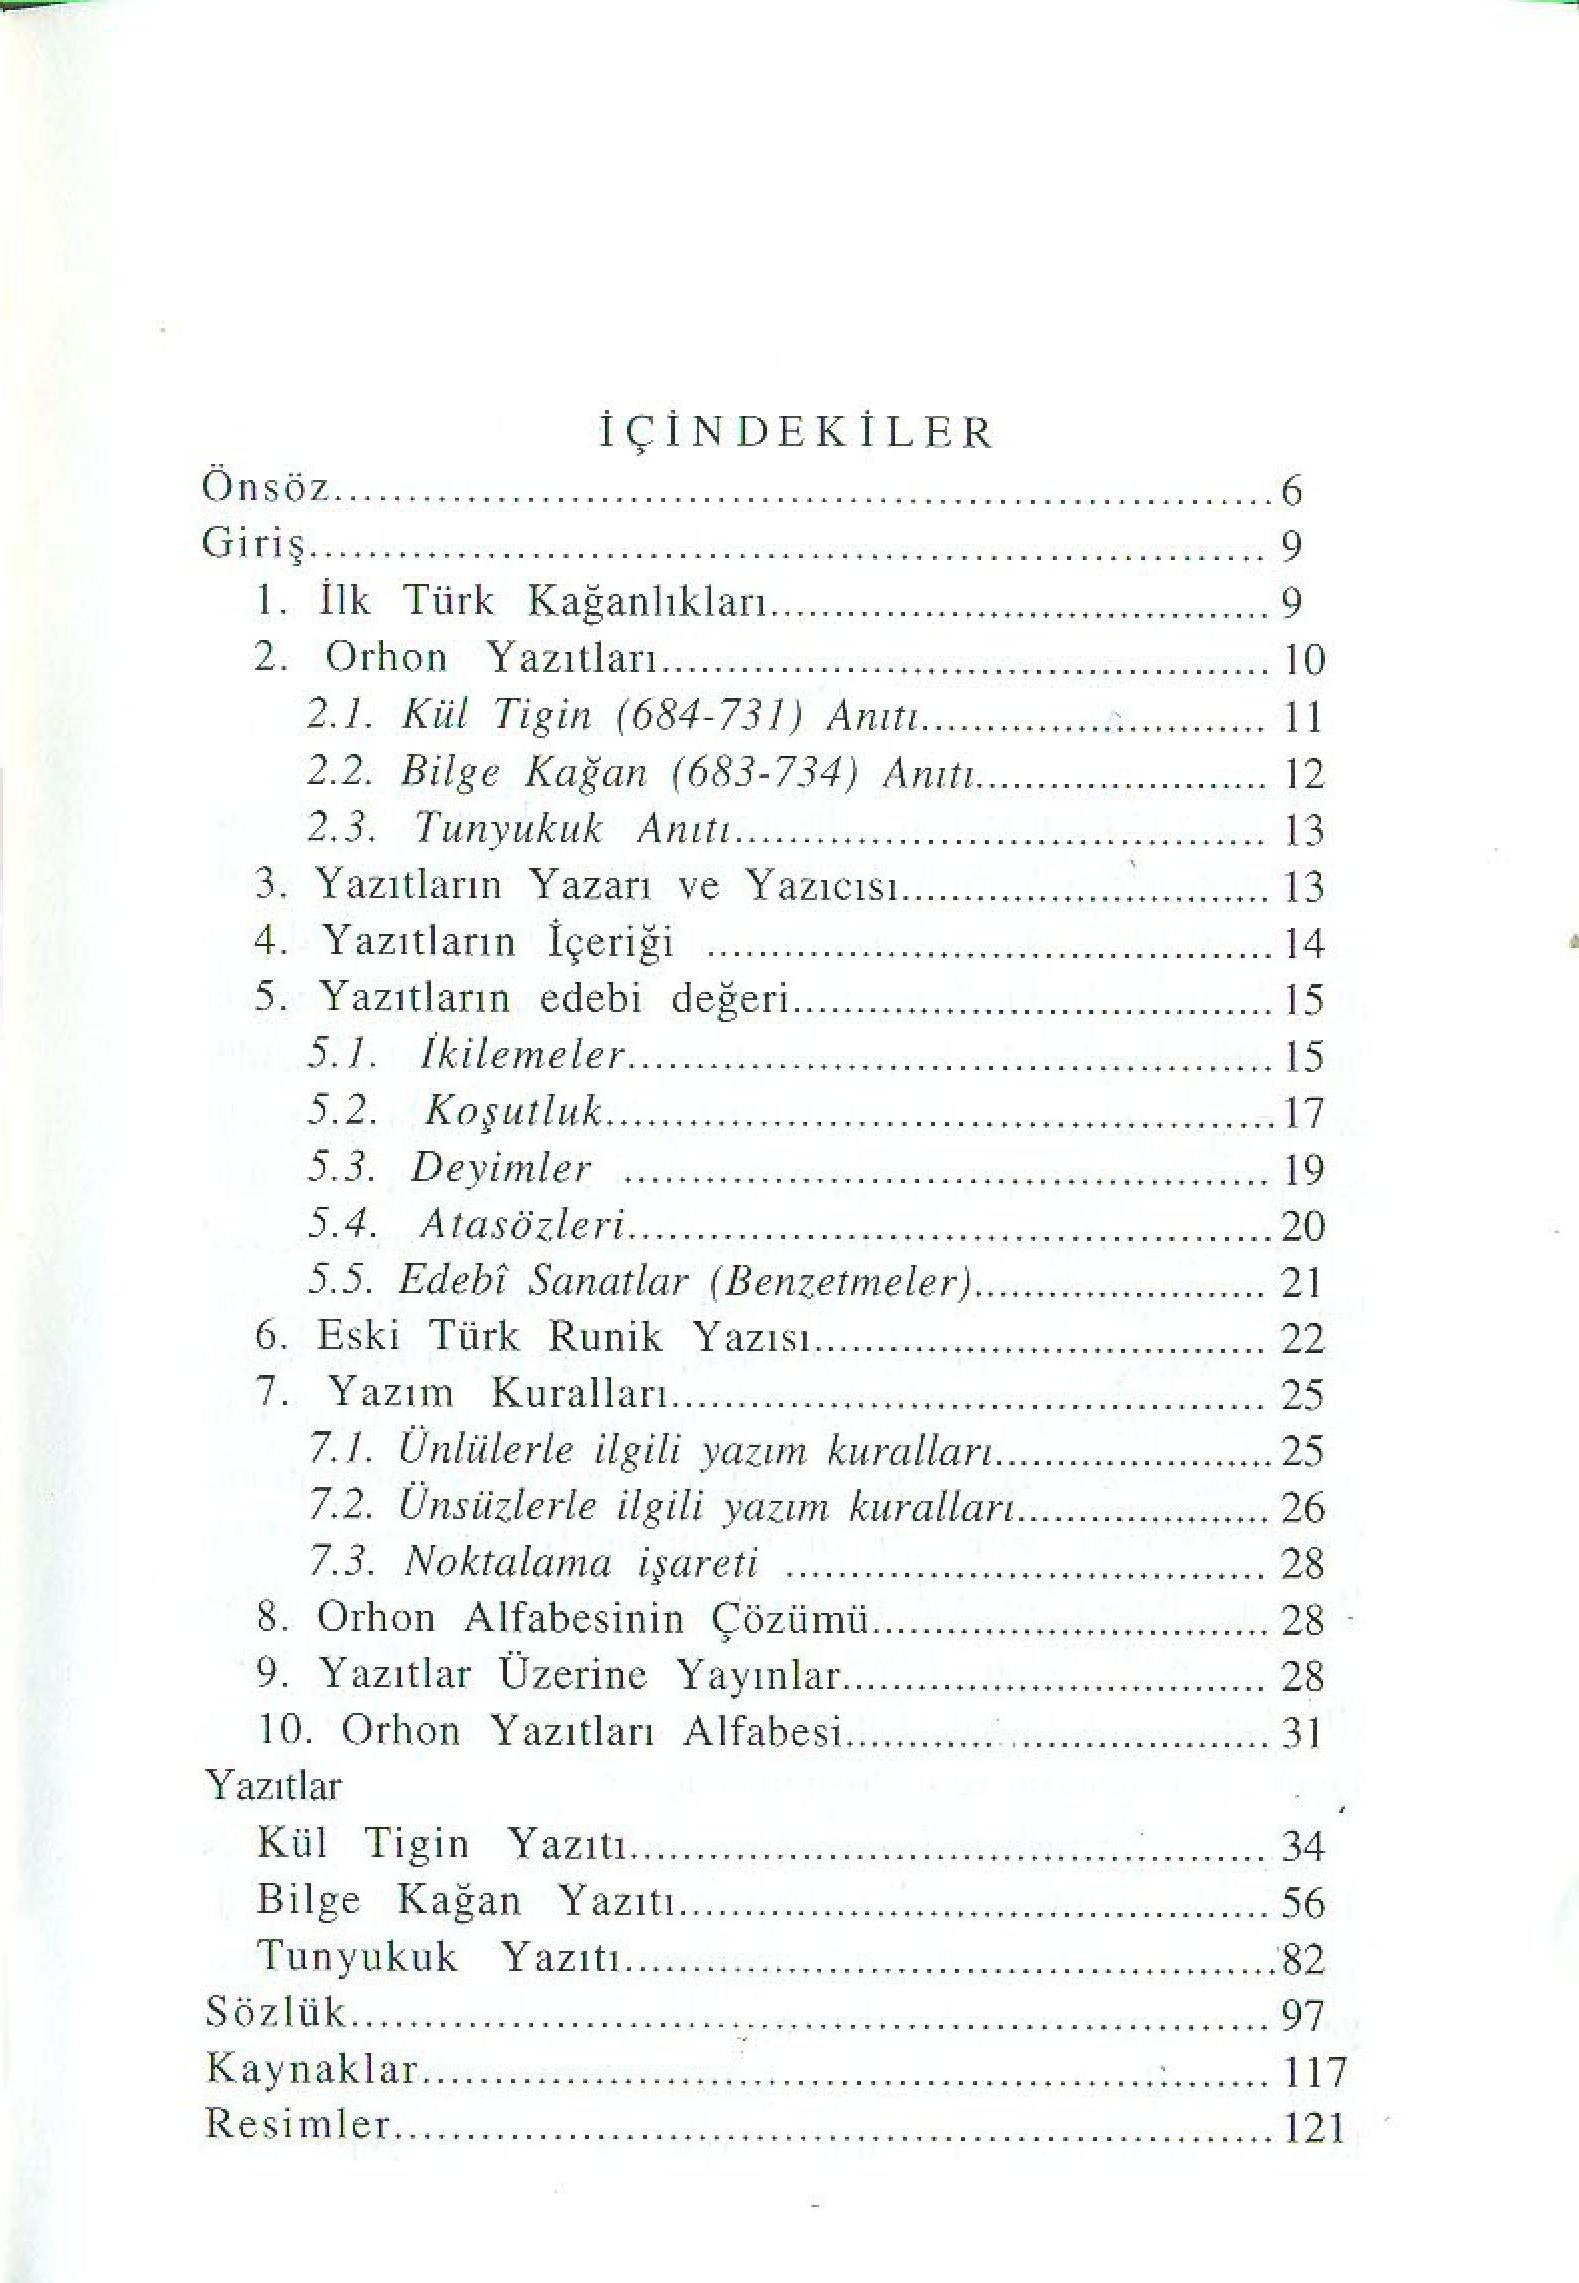 İÇİNDEKİLER
Önsöz.......................................................................6
Giriş........................................................................ 9
1. İlk Türk Kağanlıkları....................................... 9
2. Orhon Yazıtları............................................... 10
2.1. Kül Tigin (684-731) Anıtı........................... 11
2.2. Bilge Kağan (683-734) Anıtı....................... 12
2.3. Tunyukuk Anıtı......................................... 13
3. Yazıtların Yazarı ve Yazıcısı............................. 13
4. Yazıtların İçeriği ............................................ 14
5. Yazıtların edebi değeri..................................... 15
5.1. İkilemeler................................................. 15
5.2. Koşutluk................................................... 17
5.3. Deyimler .................................................. 19
5.4. Atasözleri.................................................. 20
5.5. Edebî Sanatlar (Benzetmeler)....................... 21
6. Eski Türk Runik Yazısı................................... 22
7. Yazım Kuralları.............................................. 25
7.1. Ünlülerle ilgili yazım kuralları..................... 25
7.2. Ünsüzlerle ilgili yazım kuralları................... 26
7.3. Noktalama işareti ...................................... 28
8. Orhon Alfabesinin Çözümü............................... 28
9. Yazıtlar Üzerine Yayınlar................................. 28
10. Orhon Yazıtları Alfabesi................................. 31
Yazıtlar
Kül Tigin Yazıtı................................................. 34
Bilge Kağan Yazıtı.............................................. 56
Tunyukuk Yazıtı..................................................82
Sözlük..................................................................... 97
Kaynaklar............................................................... 117
Resimler................................................................. 121